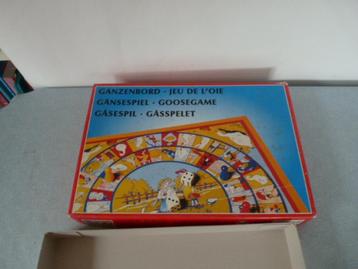 GANZENBORD - JEU DE L'OIE
GÄNSESPIEL - GOOSEGAME
GÅSESPIL - GÅSSPELET